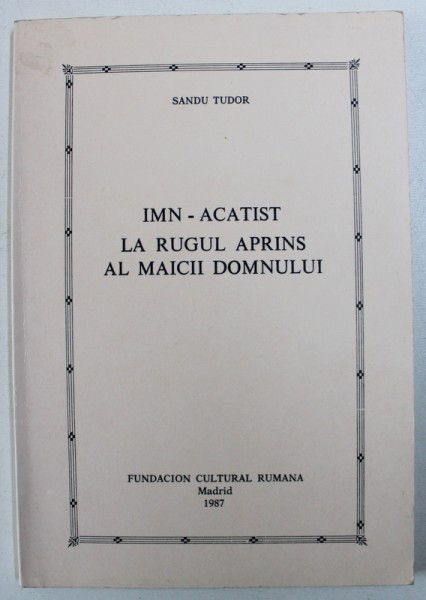 SANDU TUDOR
IMN - ACATIST
LA RUGUL APRINS
AL MAICII DOMNULUI
FUNDACION CULTURAL RUMANA
Madrid
1987